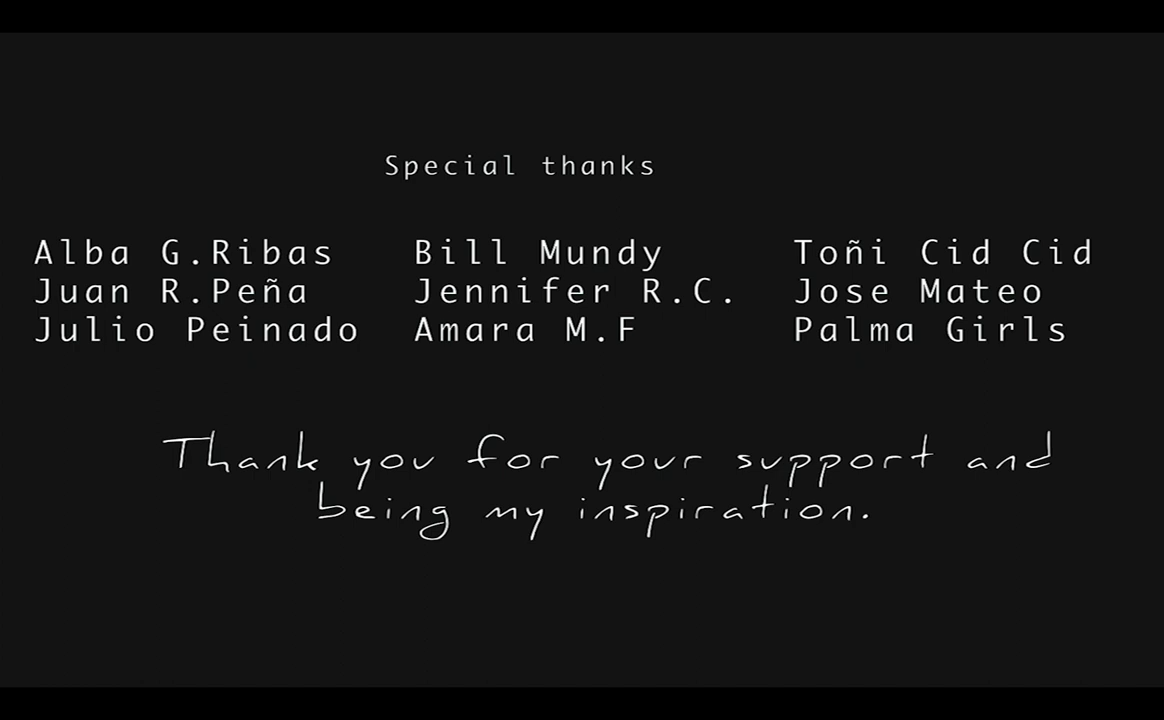 Special thanks
Alba G.Ribas
Juan R.Peña
Julio Peinado
Bill Mundy
Jennifer R.C.
Amara M.F
Toñi Cid Cid
Jose Mateo
Palma Girls
Thank you for your support and
being my inspiration.